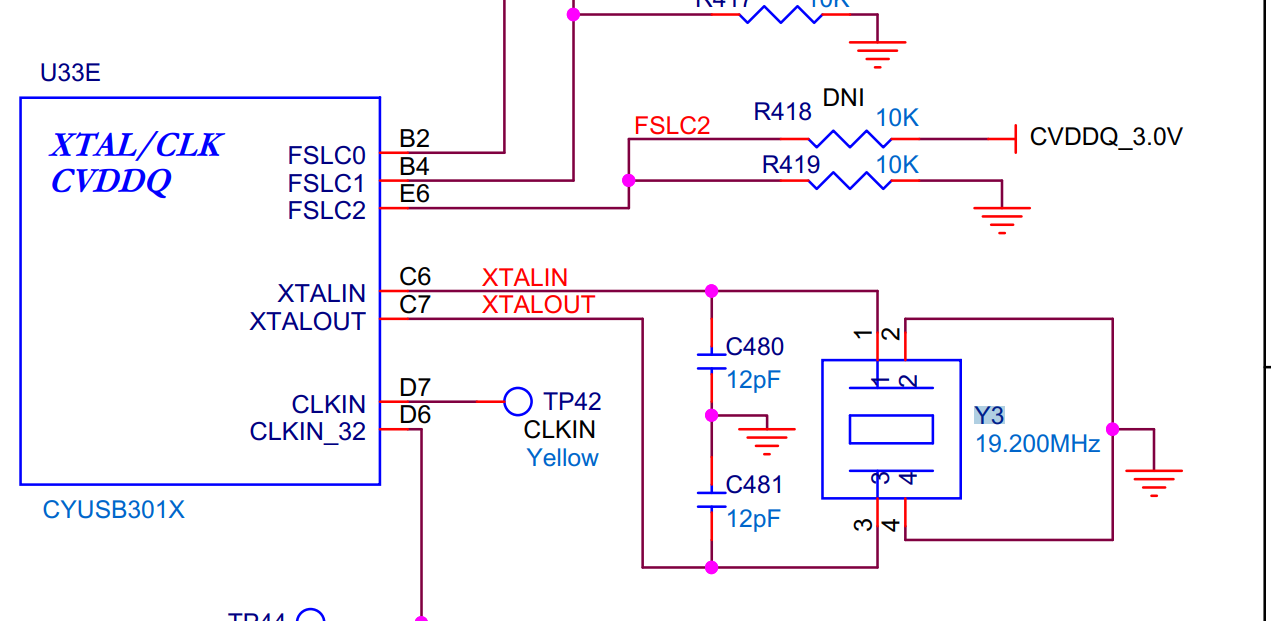 R417
10K
U33E
XTAL/CLK
CVDDQ
FSLC0
FSLC1
FSLC2
B2
B4
E6
FSLC2
R418
DNI
10K
CVDDQ_3.0V
R419
10K
XTALIN
XTALOUT
C6
C7
XTALIN
XTALOUT
C480
12pF
C481
12pF
1
2
1
2
3
4
3
4
Y3
19.200MHz
CLKIN
CLKIN_32
D7
D6
TP42
CLKIN
Yellow
CYUSB301X
TP44